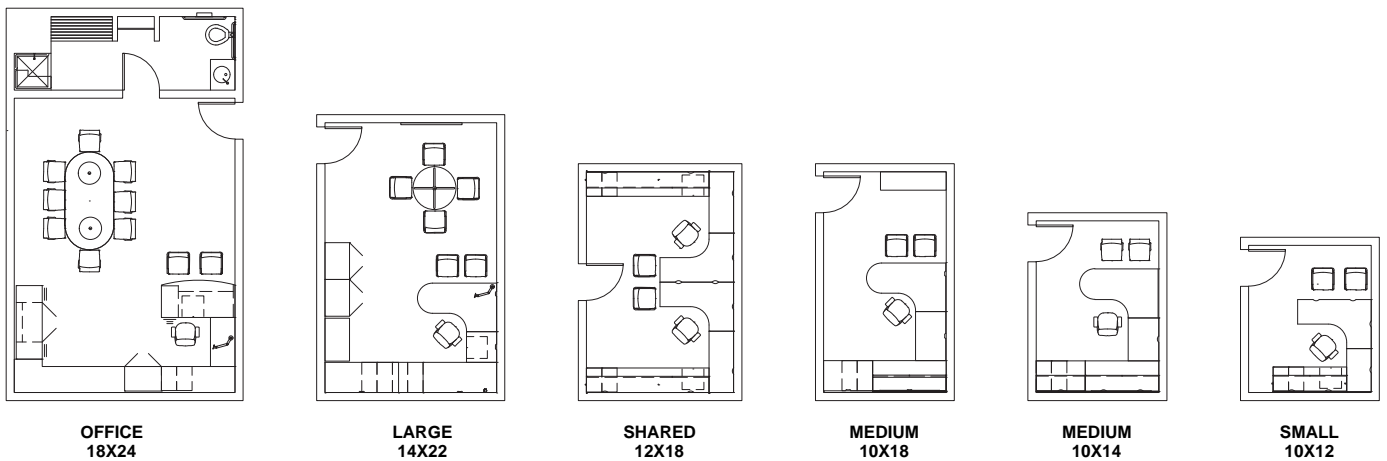 OFFICE
18X24
LARGE
14X22
SHARED
12X18
MEDIUM
10X18
MEDIUM
10X14
SMALL
10X12